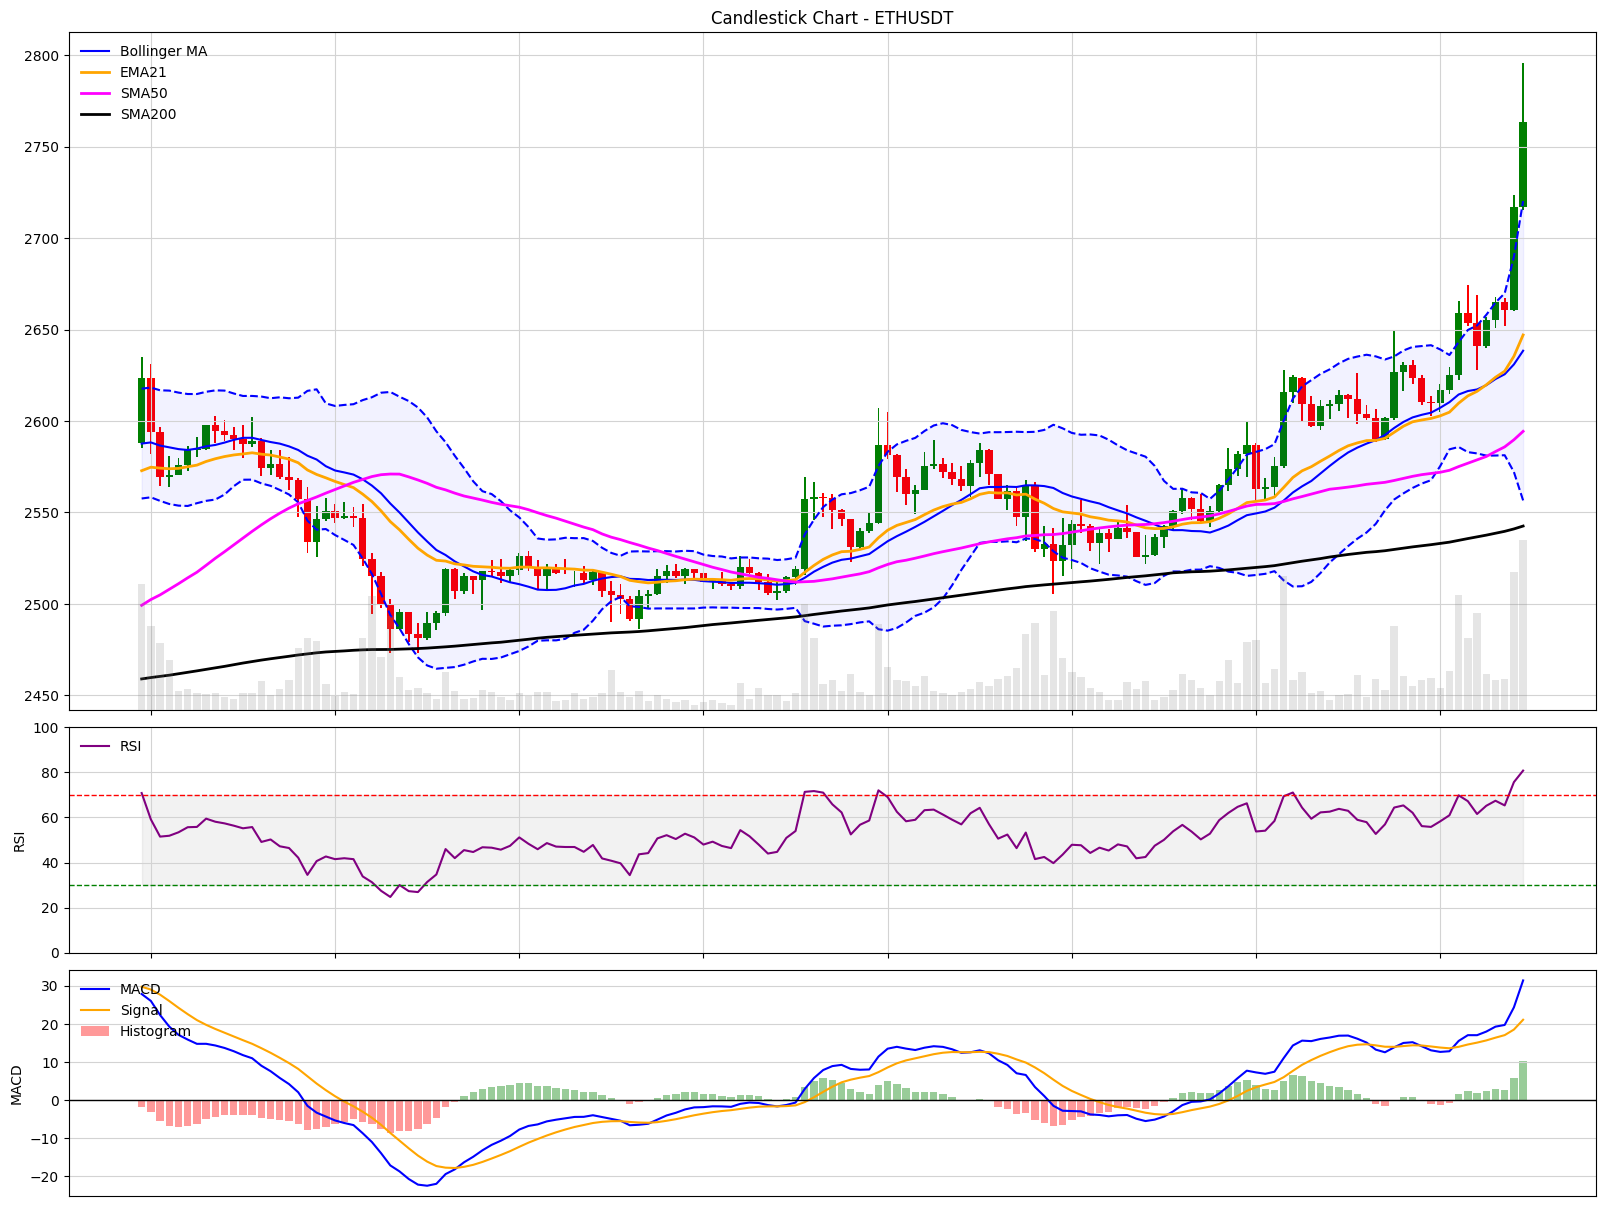 Candlestick Chart - ETHUSDT
Bollinger MA
EMA21
SMA50
SMA200
2800
2750
2700
2650
2600
2550
2500
2450
RSI
RSI
100
80
60
40
20
0
MACD
Signal
Histogram
MACD
30
20
10
0
−10
−20